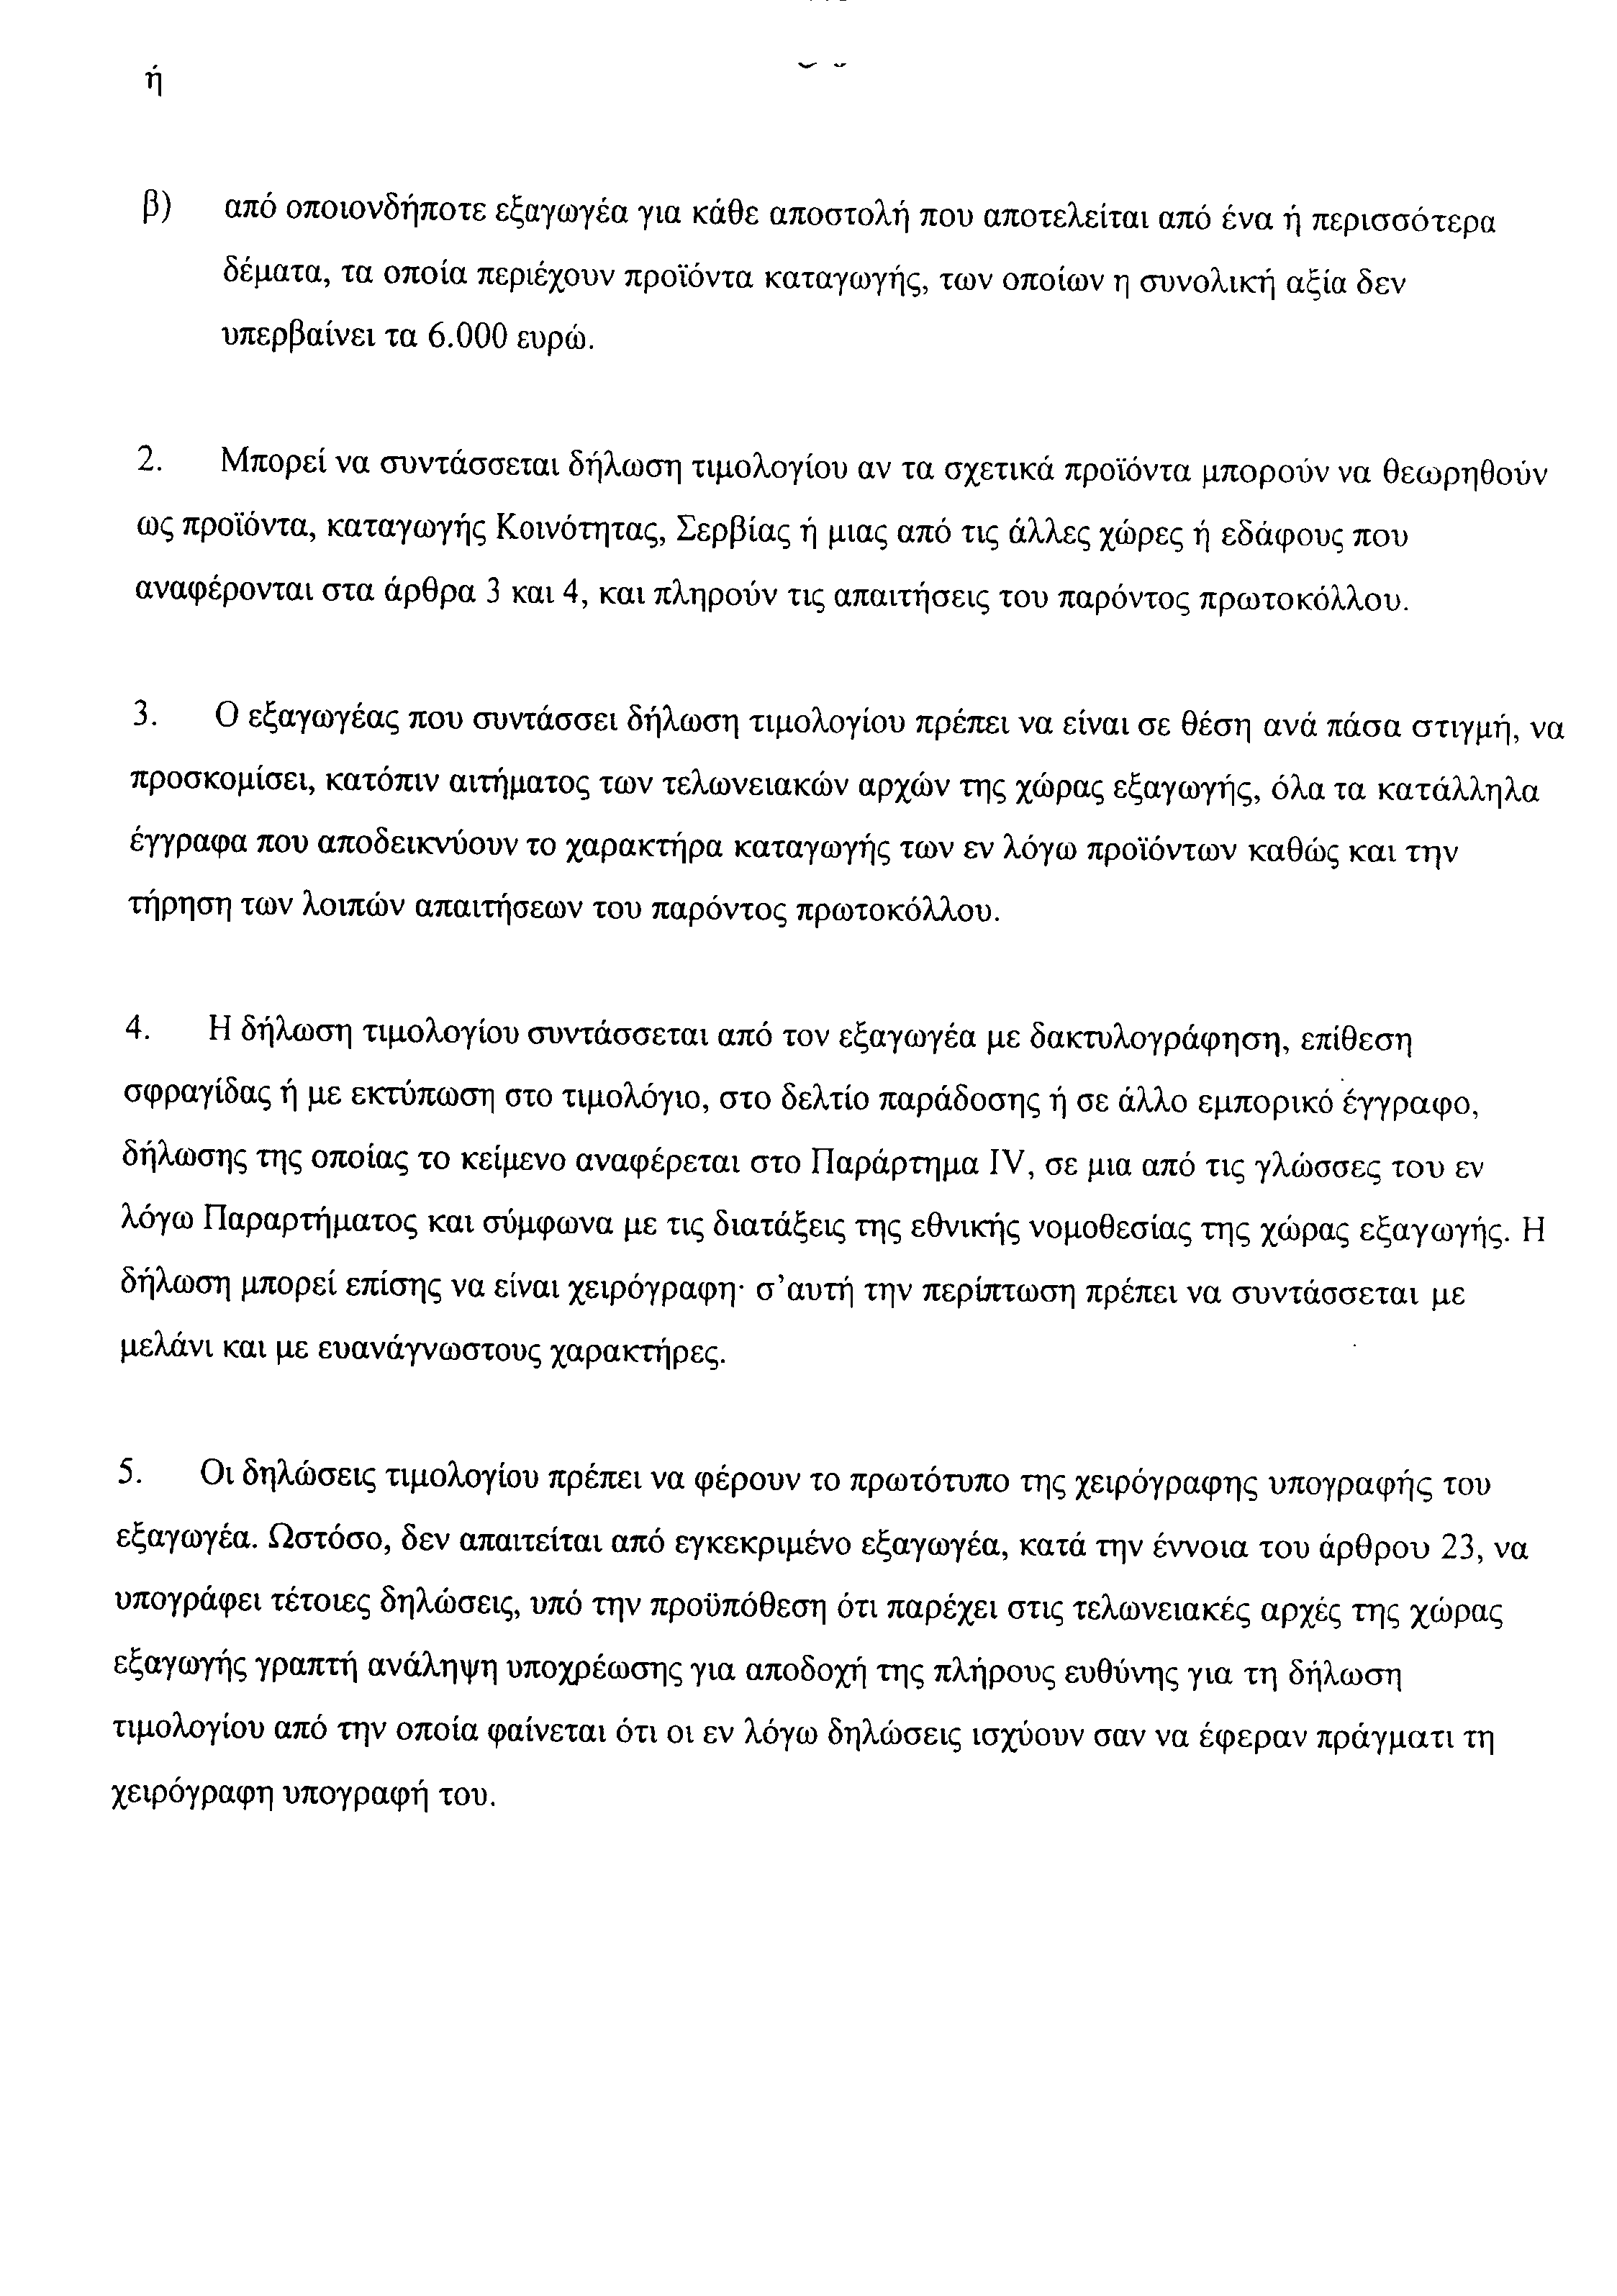 ή
β) από οποιονδήποτε εξαγωγέα για κάθε αποστολή που αποτελείται από ένα ή περισσότερα
δέματα, τα οποία περιέχουν προϊόντα καταγωγής, των οποίων η συνολική αξία δεν
υπερβαίνει τα 6.000 ευρώ.
2. Μπορεί να συντάσσεται δήλωση τιμολογίου αν τα σχετικά προϊόντα μπορούν να θεωρηθούν
ως προϊόντα, καταγωγής Κοινότητας, Σερβίας ή μιας από τις άλλες χώρες ή εδάφους που
αναφέρονται στα άρθρα 3 και 4, και πληρούν τις απαιτήσεις του παρόντος πρωτοκόλλου.
3. Ο εξαγωγέας που συντάσσει δήλωση τιμολογίου πρέπει να είναι σε θέση ανά πάσα στιγμή, να
προσκομίσει, κατόπιν αιτήματος των τελωνειακών αρχών της χώρας εξαγωγής, όλα τα κατάλληλα
έγγραφα που αποδεικνύουν το χαρακτήρα καταγωγής των εν λόγω προϊόντων καθώς και την
τήρηση των λοιπών απαιτήσεων του παρόντος πρωτοκόλλου.
4. Η δήλωση τιμολογίου συντάσσεται από τον εξαγωγέα με δακτυλογράφηση, επίθεση
σφραγίδας ή με εκτύπωση στο τιμολόγιο, στο δελτίο παράδοσης ή σε άλλο εμπορικό έγγραφο,
δήλωσης της οποίας το κείμενο αναφέρεται στο Παράρτημα IV, σε μια από τις γλώσσες του εν
λόγω Παραρτήματος και σύμφωνα με τις διατάξεις της εθνικής νομοθεσίας της χώρας εξαγωγής. Η
δήλωση μπορεί επίσης να είναι χειρόγραφη· σ’αυτή την περίπτωση πρέπει να συντάσσεται με
μελάνι και με ευανάγνωστους χαρακτήρες.
5. Οι δηλώσεις τιμολογίου πρέπει να φέρουν το πρωτότυπο της χειρόγραφης υπογραφής του
εξαγωγέα. Ωστόσο, δεν απαιτείται από εγκεκριμένο εξαγωγέα, κατά την έννοια του άρθρου 23, να
υπογράφει τέτοιες δηλώσεις, υπό την προϋπόθεση ότι παρέχει στις τελωνειακές αρχές της χώρας
εξαγωγής γραπτή ανάληψη υποχρέωσης για αποδοχή της πλήρους ευθύνης για τη δήλωση
τιμολογίου από την οποία φαίνεται ότι οι εν λόγω δηλώσεις ισχύουν σαν να έφεραν πράγματι τη
χειρόγραφη υπογραφή του.